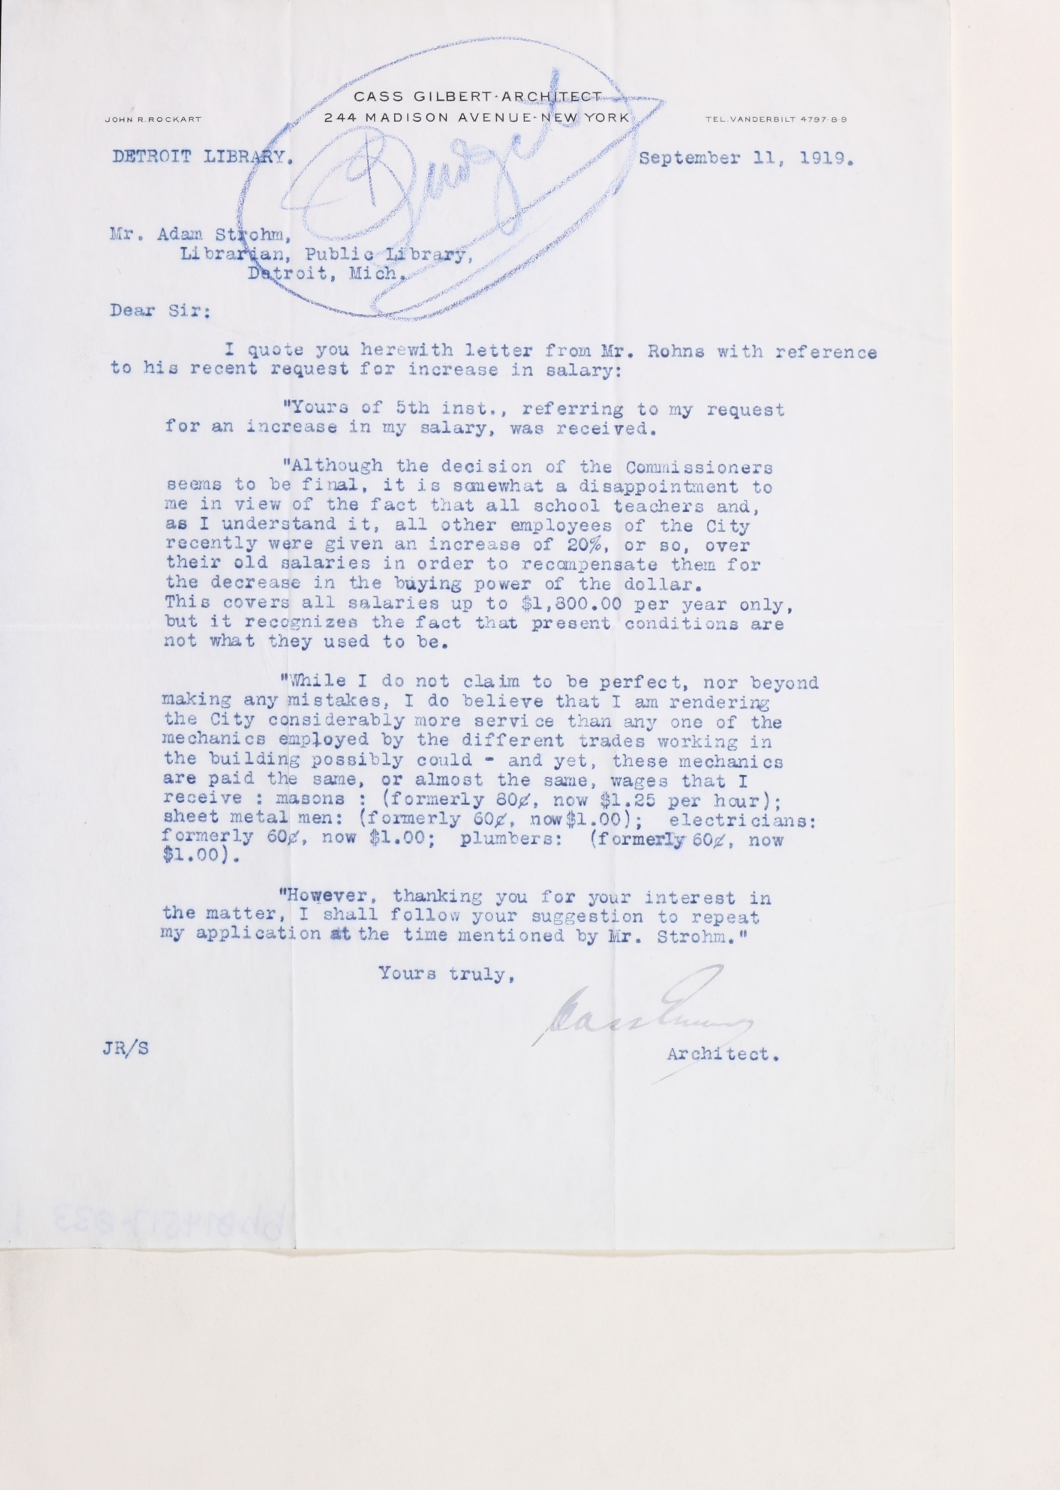 CASS GILBERT·ARCHITECT
JOHN R. ROCKART 244 MADISON AVENUE·NEW YORK TEL. VANDERBILT 4797-8-9
Budget
DETROIT LIBRARY. September 11, 1919.
Mr. Adam Strohm,
Librarian, Public Library,
Detroit, Mich.
Dear Sir:
I quote you herewith letter from Mr. Rohns with reference
to his recent request for increase in salary:
"Yours of 5th inst., referring to my request
for an increase in my salary, was received.
"Although the decision of the Commissioners
seems to be final, it is somewhat a disappointment to
me in view of the fact that all school teachers and,
as I understand it, all other employees of the City
recently were given an increase of 20%, or so, over
their old salaries in order to recompensate them for
the decrease in the buying power of the dollar.
This covers all salaries up to $1,800.00 per year only,
but it recognizes the fact that present conditions are
not what they used to be.
"While I do not claim to be perfect, nor beyond
making any mistakes, I do believe that I am rendering
the City considerably more service than any one of the
mechanics employed by the different trades working in
the building possibly could - and yet, these mechanics
are paid the same, or almost the same, wages that I
receive : masons : (formerly 80¢, now $1.25 per hour);
sheet metal men: (formerly 60¢, now $1.00); electricians:
formerly 60¢, now $1.00; plumbers: (formerly 60¢, now
$1.00).
"However, thanking you for your interest in
the matter, I shall follow your suggestion to repeat
my application at the time mentioned by Mr. Strohm."
Yours truly,
JR/S
Architect.